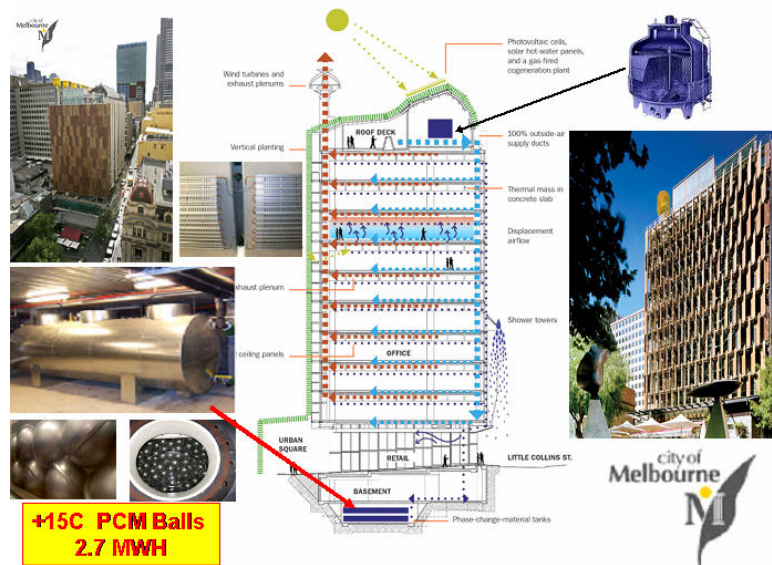 city of
Melbourne
Photovoltaic cells,
solar hot-water panels,
and a gas-fired
cogeneration plant
Wind turbines and
exhaust plenums
ROOF DECK
100% outside-air
supply ducts
Vertical planting
Thermal mass in
concrete slab
Displacement
airflow
xhaust plenum
Shower towers
ceiling panels
OFFICE
URBAN
SQUARE
RETAIL
LITTLE COLLINS ST.
BASEMENT
Phase-change-material tanks
+15C PCM Balls
2.7 MWH
city of
Melbourne